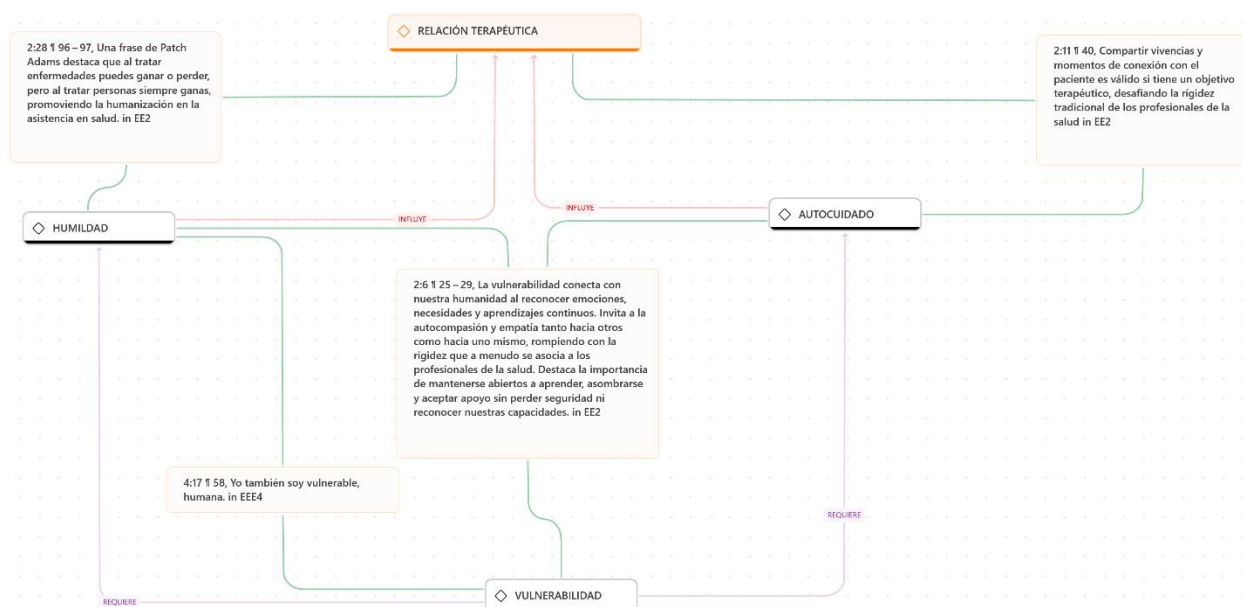 RELACIÓN TERAPÉUTICA
2:28 ¶ 96 – 97, Una frase de Patch
Adams destaca que al tratar
enfermedades puedes ganar o perder,
pero al tratar personas siempre ganas,
promoviendo la humanización en la
asistencia en salud. in EE2
2:11 ¶ 40, Compartir vivencias y
momentos de conexión con el
paciente es válido si tiene un objetivo
terapéutico, desafiando la rigidez
tradicional de los profesionales de la
salud in EE2
HUMILDAD
INFLUYE
INFLUYE
AUTOCUIDADO
2:6 ¶ 25 – 29, La vulnerabilidad conecta con
nuestra humanidad al reconocer emociones,
necesidades y aprendizajes continuos. Invita a la
autocompasión y empatía tanto hacia otros
como hacia uno mismo, rompiendo con la
rigidez que a menudo se asocia a los
profesionales de la salud. Destaca la importancia
de mantenerse abiertos a aprender, asombrarse
y aceptar apoyo sin perder seguridad ni
reconocer nuestras capacidades. in EE2
4:17 ¶ 58, Yo también soy vulnerable,
humana. in EEE4
REQUIERE
REQUIERE
VULNERABILIDAD